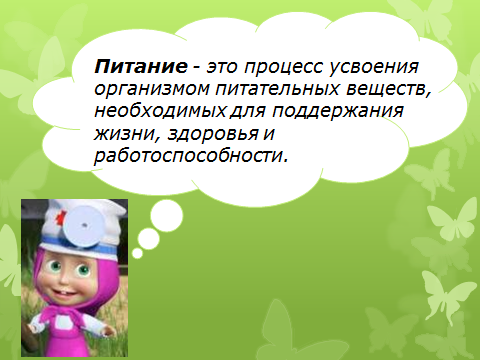 Питание - это процесс усвоения
организмом питательных веществ,
необходимых для поддержания
жизни, здоровья и
работоспособности.